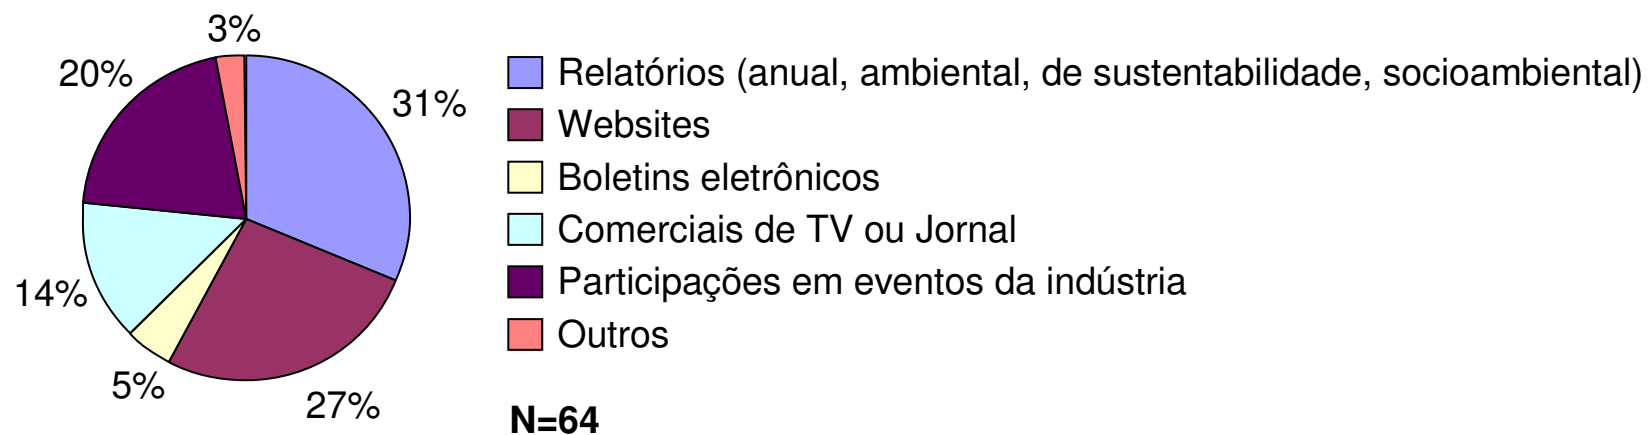 3%
20%
31%
14%
5%
27%
Relatórios (anual, ambiental, de sustentabilidade, socioambiental)
Websites
Boletins eletrônicos
Comerciais de TV ou Jornal
Participações em eventos da indústria
Outros
N=64